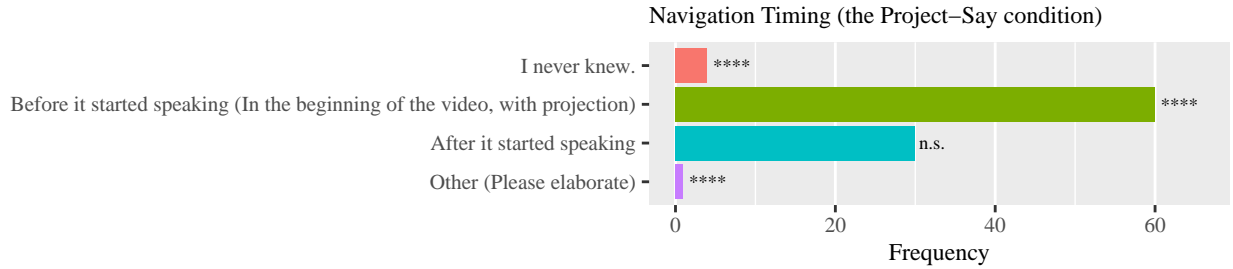 Navigation Timing (the Project–Say condition)
I never knew.
****
Before it started speaking (In the beginning of the video, with projection)
****
After it started speaking
n.s.
Other (Please elaborate)
****
0 20 40 60
Frequency